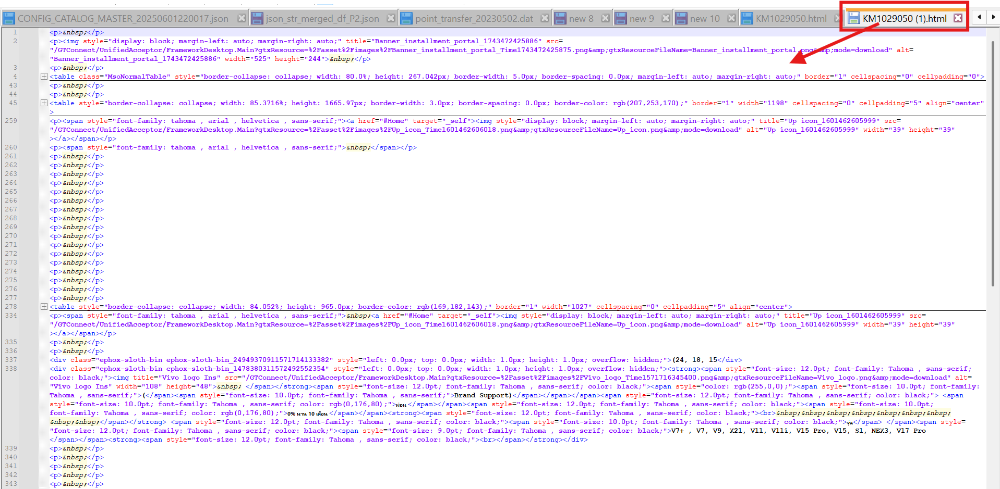 CONFIG_CATALOG_MASTER_20250601220017.json json_str_merged_df_P2.json point_transfer_20230502.dat new 8 new 9 new 10 KM1029050.html KM1029050 (1).html
1 <p>&nbsp;</p>
2 <p><img style="display: block; margin-left: auto; margin-right: auto;" title="Banner_installment_portal_1743472425886" src=
"/GTConnect/UnifiedAcceptor/FrameworkDesktop.Main?gtxResource=%2Fasset%2Fimages%2FBanner_installment_portal_Time1743472425875.png&amp;gtxResourceFileName=Banner_installment_portal.png&amp;mode=download" alt=
"Banner_installment_portal_1743472425886" width="525" height="244">&nbsp;</p>
3 <p>&nbsp;</p>
4 <table class="MsoNormalTable" style="border-collapse: collapse; width: 80.0%; height: 267.042px; border-width: 5.0px; border-spacing: 0.0px; margin-left: auto; margin-right: auto;" border="1" cellspacing="0" cellpadding="0">
43 <p>&nbsp;</p>
44 <p>&nbsp;</p>
45 <table style="border-collapse: collapse; width: 85.3716%; height: 1665.97px; border-width: 3.0px; border-spacing: 0.0px; border-color: rgb(207,253,170);" border="1" width="1198" cellspacing="0" cellpadding="5" align="center"
>
259 <p><span style="font-family: tahoma , arial , helvetica , sans-serif;"><a href="#Home" target="_self"><img style="display: block; margin-left: auto; margin-right: auto;" title="Up icon_1601462605999" src=
"/GTConnect/UnifiedAcceptor/FrameworkDesktop.Main?gtxResource=%2Fasset%2Fimages%2FUp_icon_Time1601462606018.png&amp;gtxResourceFileName=Up_icon.png&amp;mode=download" alt="Up icon_1601462605999" width="39" height="39"
></a></span></p>
260 <p><span style="font-family: tahoma , arial , helvetica , sans-serif;">&nbsp;</span></p>
261 <p>&nbsp;</p>
262 <p>&nbsp;</p>
263 <p>&nbsp;</p>
264 <p>&nbsp;</p>
265 <p>&nbsp;</p>
266 <p>&nbsp;</p>
267 <p>&nbsp;</p>
268 <p>&nbsp;</p>
269 <p>&nbsp;</p>
270 <p>&nbsp;</p>
271 <p>&nbsp;</p>
272 <p>&nbsp;</p>
273 <p>&nbsp;</p>
274 <p>&nbsp;</p>
275 <p>&nbsp;</p>
276 <p>&nbsp;</p>
277 <p>&nbsp;</p>
278 <table style="border-collapse: collapse; width: 84.052%; height: 965.0px; border-color: rgb(169,182,143);" border="1" width="1027" cellspacing="0" cellpadding="5" align="center">
334 <p><span style="font-family: tahoma , arial , helvetica , sans-serif;">&nbsp;<a href="#Home" target="_self"><img style="display: block; margin-left: auto; margin-right: auto;" title="Up icon_1601462605999" src=
"/GTConnect/UnifiedAcceptor/FrameworkDesktop.Main?gtxResource=%2Fasset%2Fimages%2FUp_icon_Time1601462606018.png&amp;gtxResourceFileName=Up_icon.png&amp;mode=download" alt="Up icon_1601462605999" width="39" height="39"
></a></span></p>
335 <p>&nbsp;</p>
336 <p>&nbsp;</p>
337 <div class="ephox-sloth-bin ephox-sloth-bin_24949370911571714133382" style="left: 0.0px; top: 0.0px; width: 1.0px; height: 1.0px; overflow: hidden;">(24, 18, 15</div>
338 <div class="ephox-sloth-bin ephox-sloth-bin_1478380311572492552354" style="left: 0.0px; top: 0.0px; width: 1.0px; height: 1.0px; overflow: hidden;"><strong><span style="font-size: 12.0pt; font-family: Tahoma , sans-serif;
color: black;"><img title="Vivo logo Ins" src="/GTConnect/UnifiedAcceptor/FrameworkDesktop.Main?gtxResource=%2Fasset%2Fimages%2FVivo_logo_Time1571716345400.png&amp;gtxResourceFileName=Vivo_logo.png&amp;mode=download" alt=
"Vivo logo Ins" width="108" height="48">&nbsp; </span></strong><span style="font-size: 12.0pt; font-family: Tahoma , sans-serif; color: black;"><span style="color: rgb(255,0,0);"><span style="font-size: 10.0pt; font-family:
Tahoma , sans-serif;">(</span><span style="font-size: 10.0pt; font-family: Tahoma , sans-serif;">Brand Support)</span></span></span><span style="font-size: 12.0pt; font-family: Tahoma , sans-serif; color: black;"> <span
style="font-size: 10.0pt; font-family: Tahoma , sans-serif; color: rgb(0,176,80);">ผ่อน </span></span><span style="font-size: 12.0pt; font-family: Tahoma , sans-serif; color: black;"><span style="font-size: 10.0pt;
font-family: Tahoma , sans-serif; color: rgb(0,176,80);">0% นาน 10 เดือน </span></span><strong><span style="font-size: 12.0pt; font-family: Tahoma , sans-serif; color: black;"><br>&nbsp;&nbsp;&nbsp;&nbsp;&nbsp;&nbsp;&nbsp;
&nbsp;&nbsp;</span></strong> <span style="font-size: 12.0pt; font-family: Tahoma , sans-serif; color: black;"><span style="font-size: 10.0pt; font-family: Tahoma , sans-serif; color: black;">รุ่น</span> </span><span style=
"font-size: 12.0pt; font-family: Tahoma , sans-serif; color: black;"><span style="font-size: 9.0pt; font-family: Tahoma , sans-serif; color: black;">V7+ , V7, V9, X21, V11, V11i, V15 Pro, V15, S1, NEX3, V17 Pro
</span></span><strong><span style="font-size: 12.0pt; font-family: Tahoma , sans-serif; color: black;"><br></span></strong></div>
339 <p>&nbsp;</p>
340 <p>&nbsp;</p>
341 <p>&nbsp;</p>
342 <p>&nbsp;</p>
343 <p>&nbsp;</p>